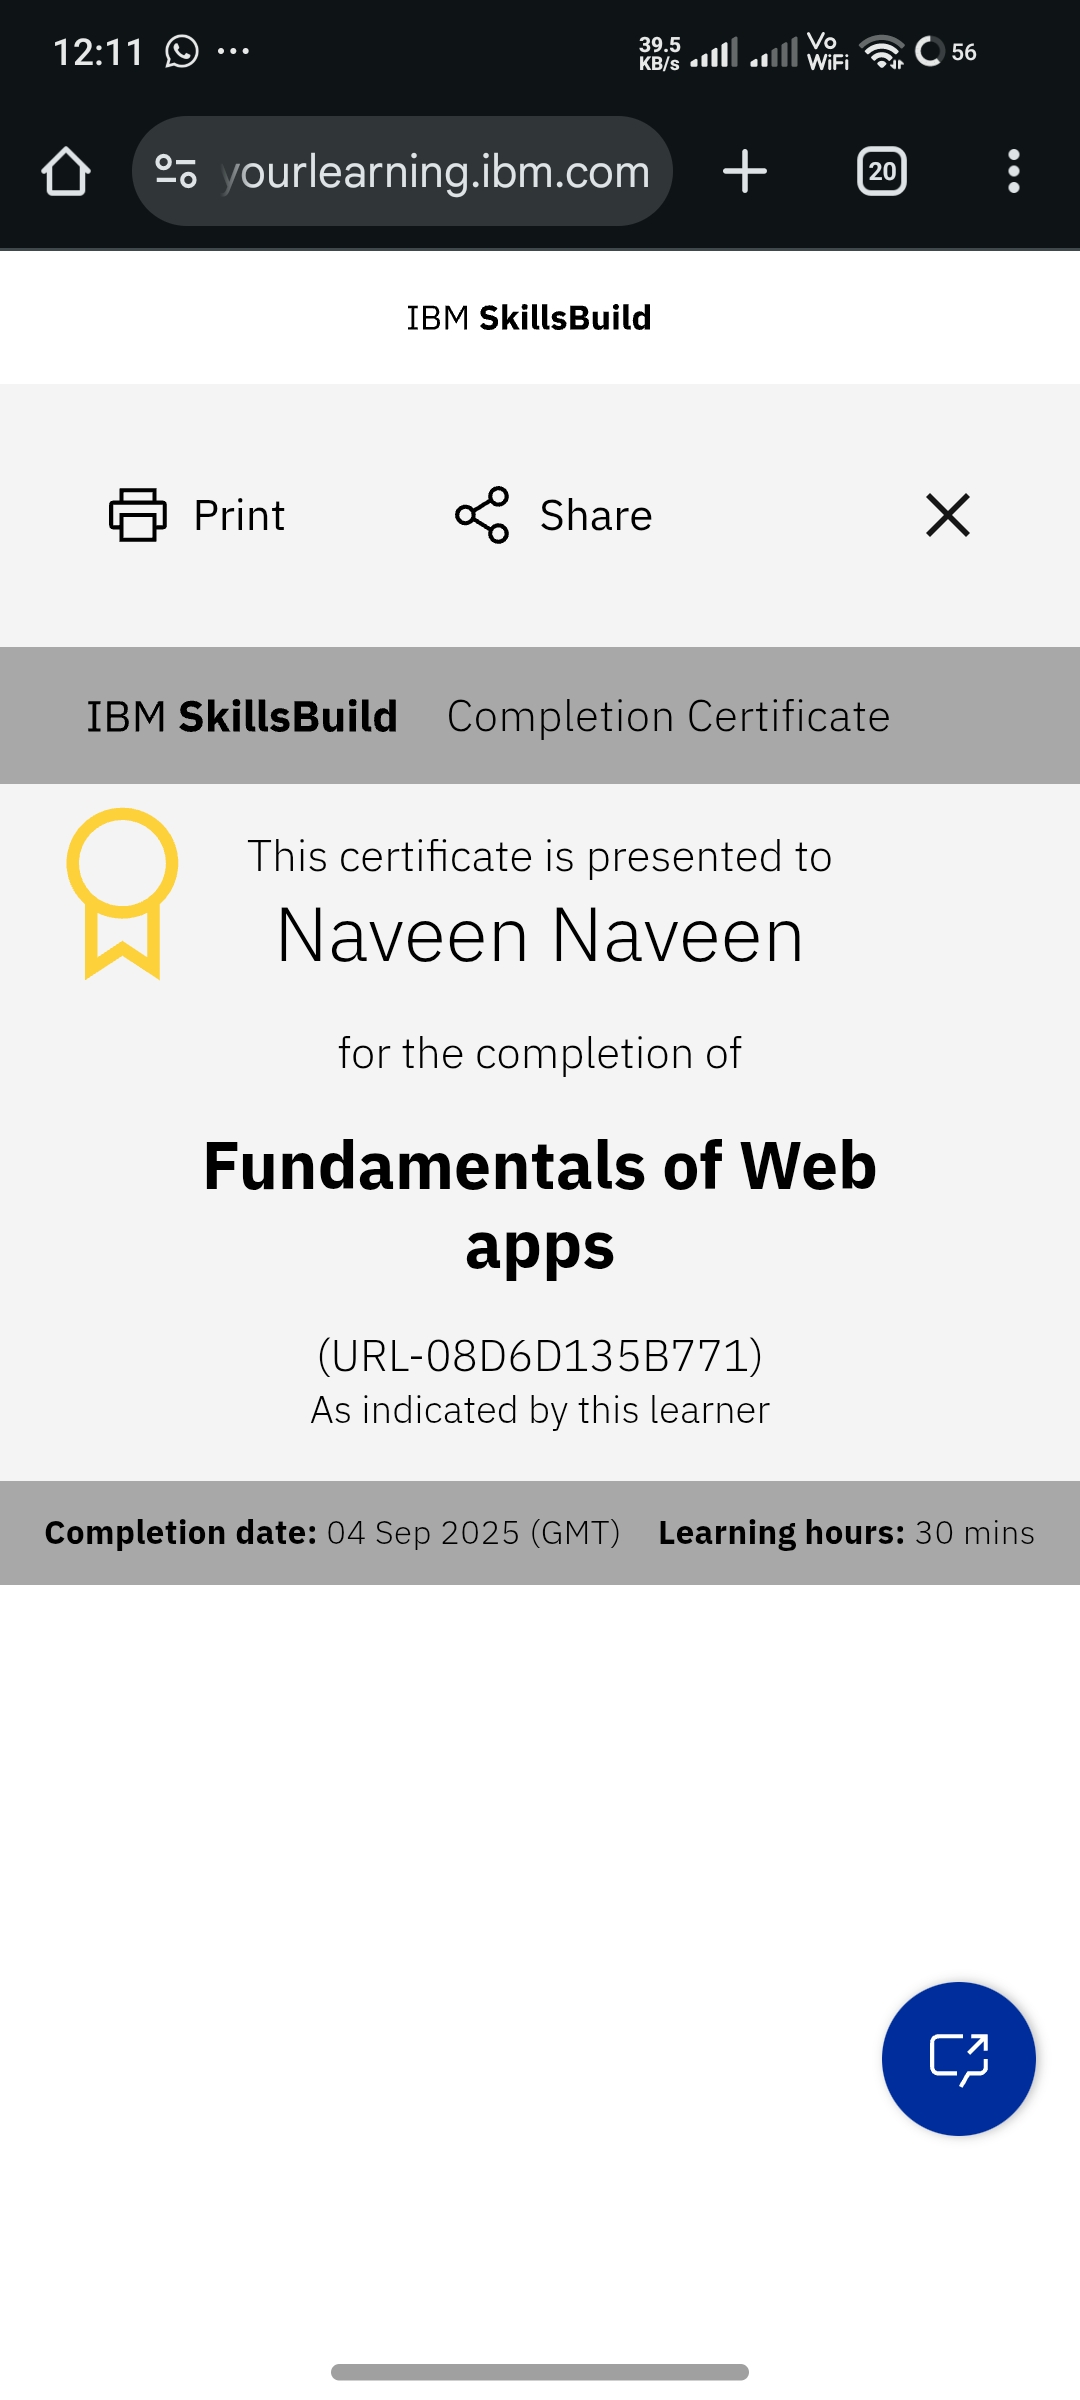 12:11
39.5 KB/s
Vo WiFi
56
yourlearning.ibm.com
20
IBM SkillsBuild
Print
Share
IBM SkillsBuild Completion Certificate
This certificate is presented to
Naveen Naveen
for the completion of
Fundamentals of Web
apps
(URL-08D6D135B771)
As indicated by this learner
Completion date: 04 Sep 2025 (GMT) Learning hours: 30 mins